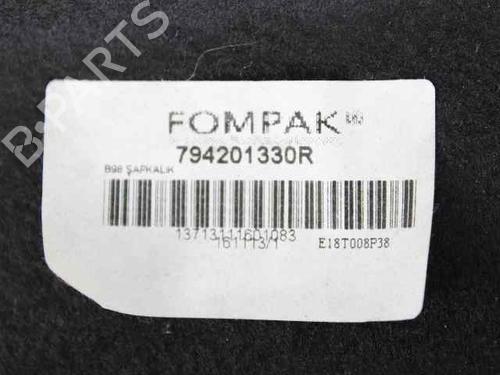 FOMPAK
794201330R
B98 ŞAPKALIK
13713111601083
161113/1
E18T008P38
B-PARTS